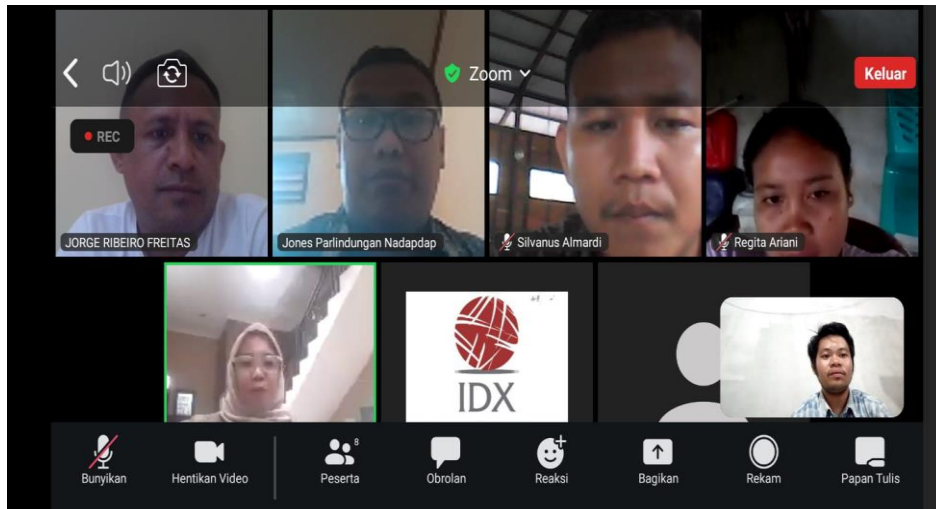 Zoom
Keluar
REC
JORGE RIBEIRO FREITAS
Jones Parlindungan Nadapdap
Silvanus Almardi
Regita Ariani
IDX
Bunyikan
Hentikan Video
8
Peserta
Obrolan
Reaksi
Bagikan
Rekam
Papan Tulis